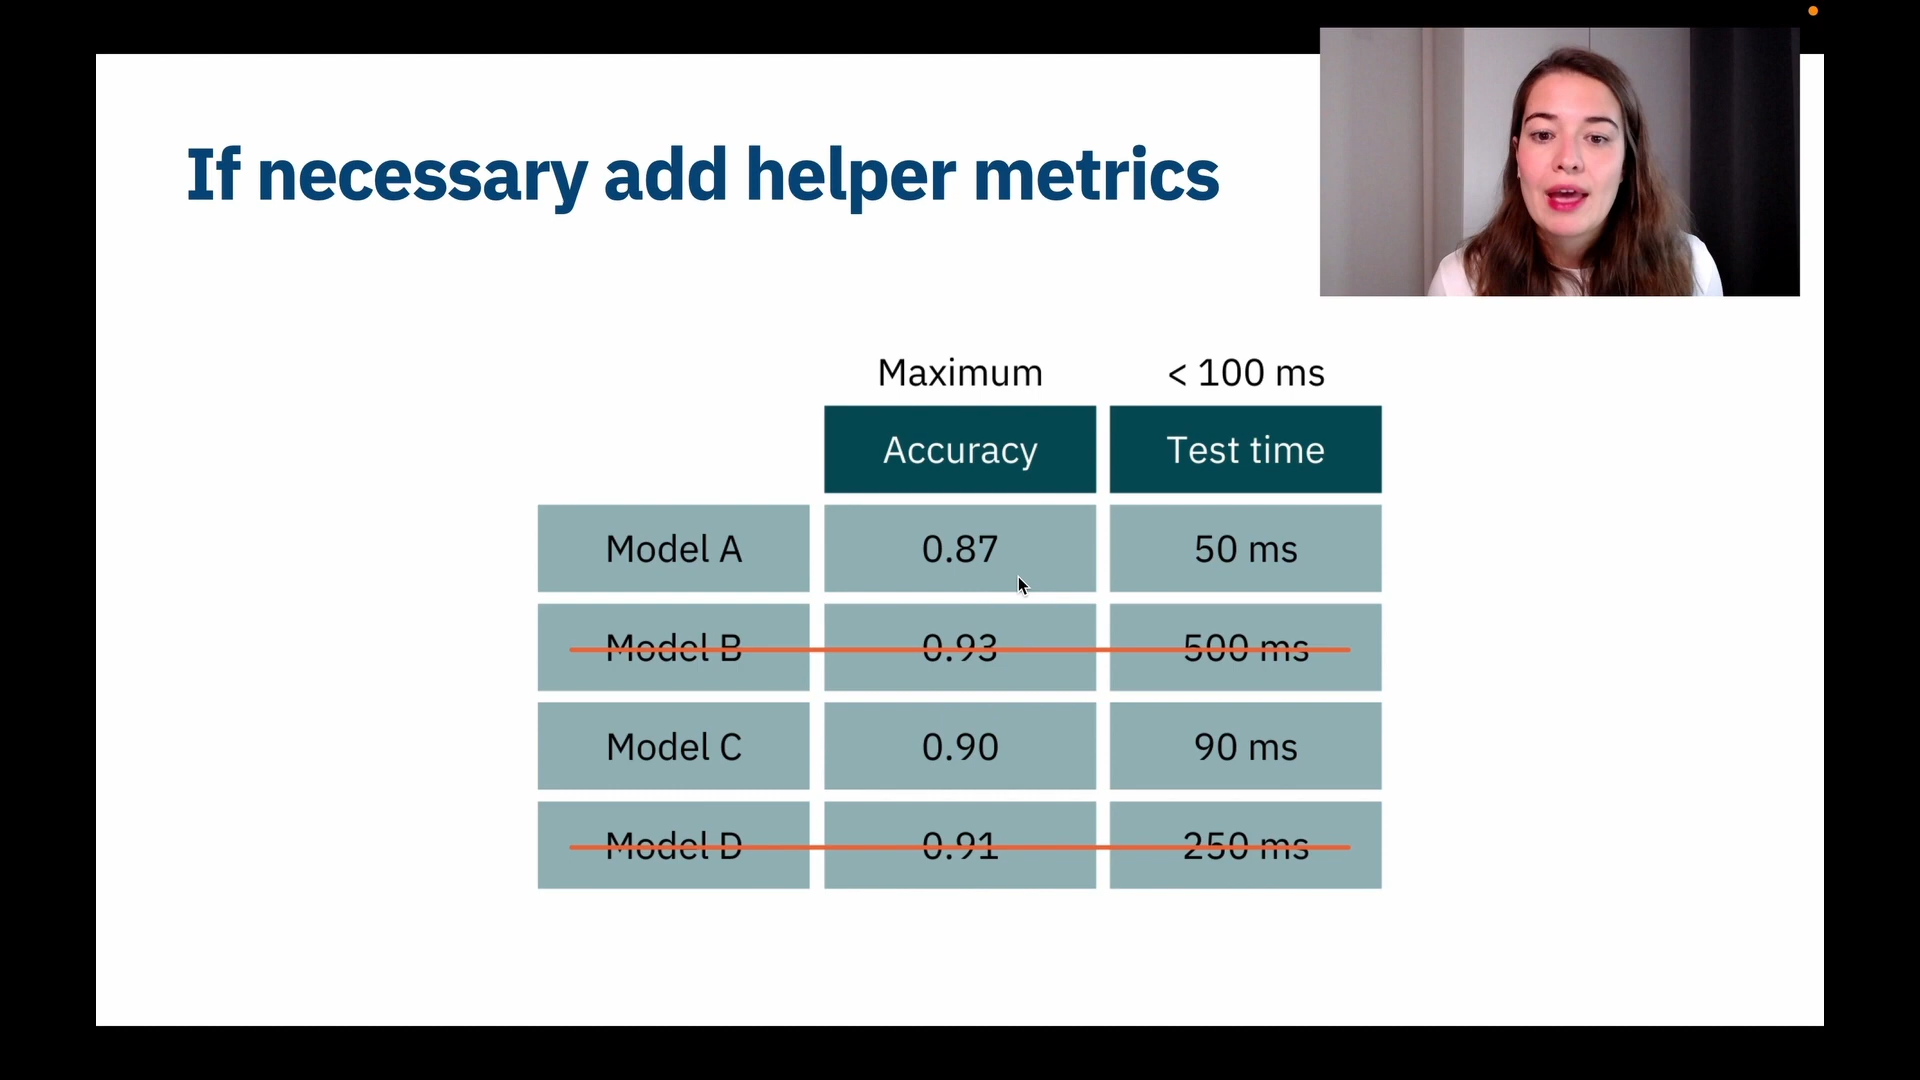 If necessary add helper metrics
Maximum < 100 ms
Accuracy Test time
Model A 0.87 50 ms
Model B 0.93 500 ms
Model C 0.90 90 ms
Model D 0.91 250 ms